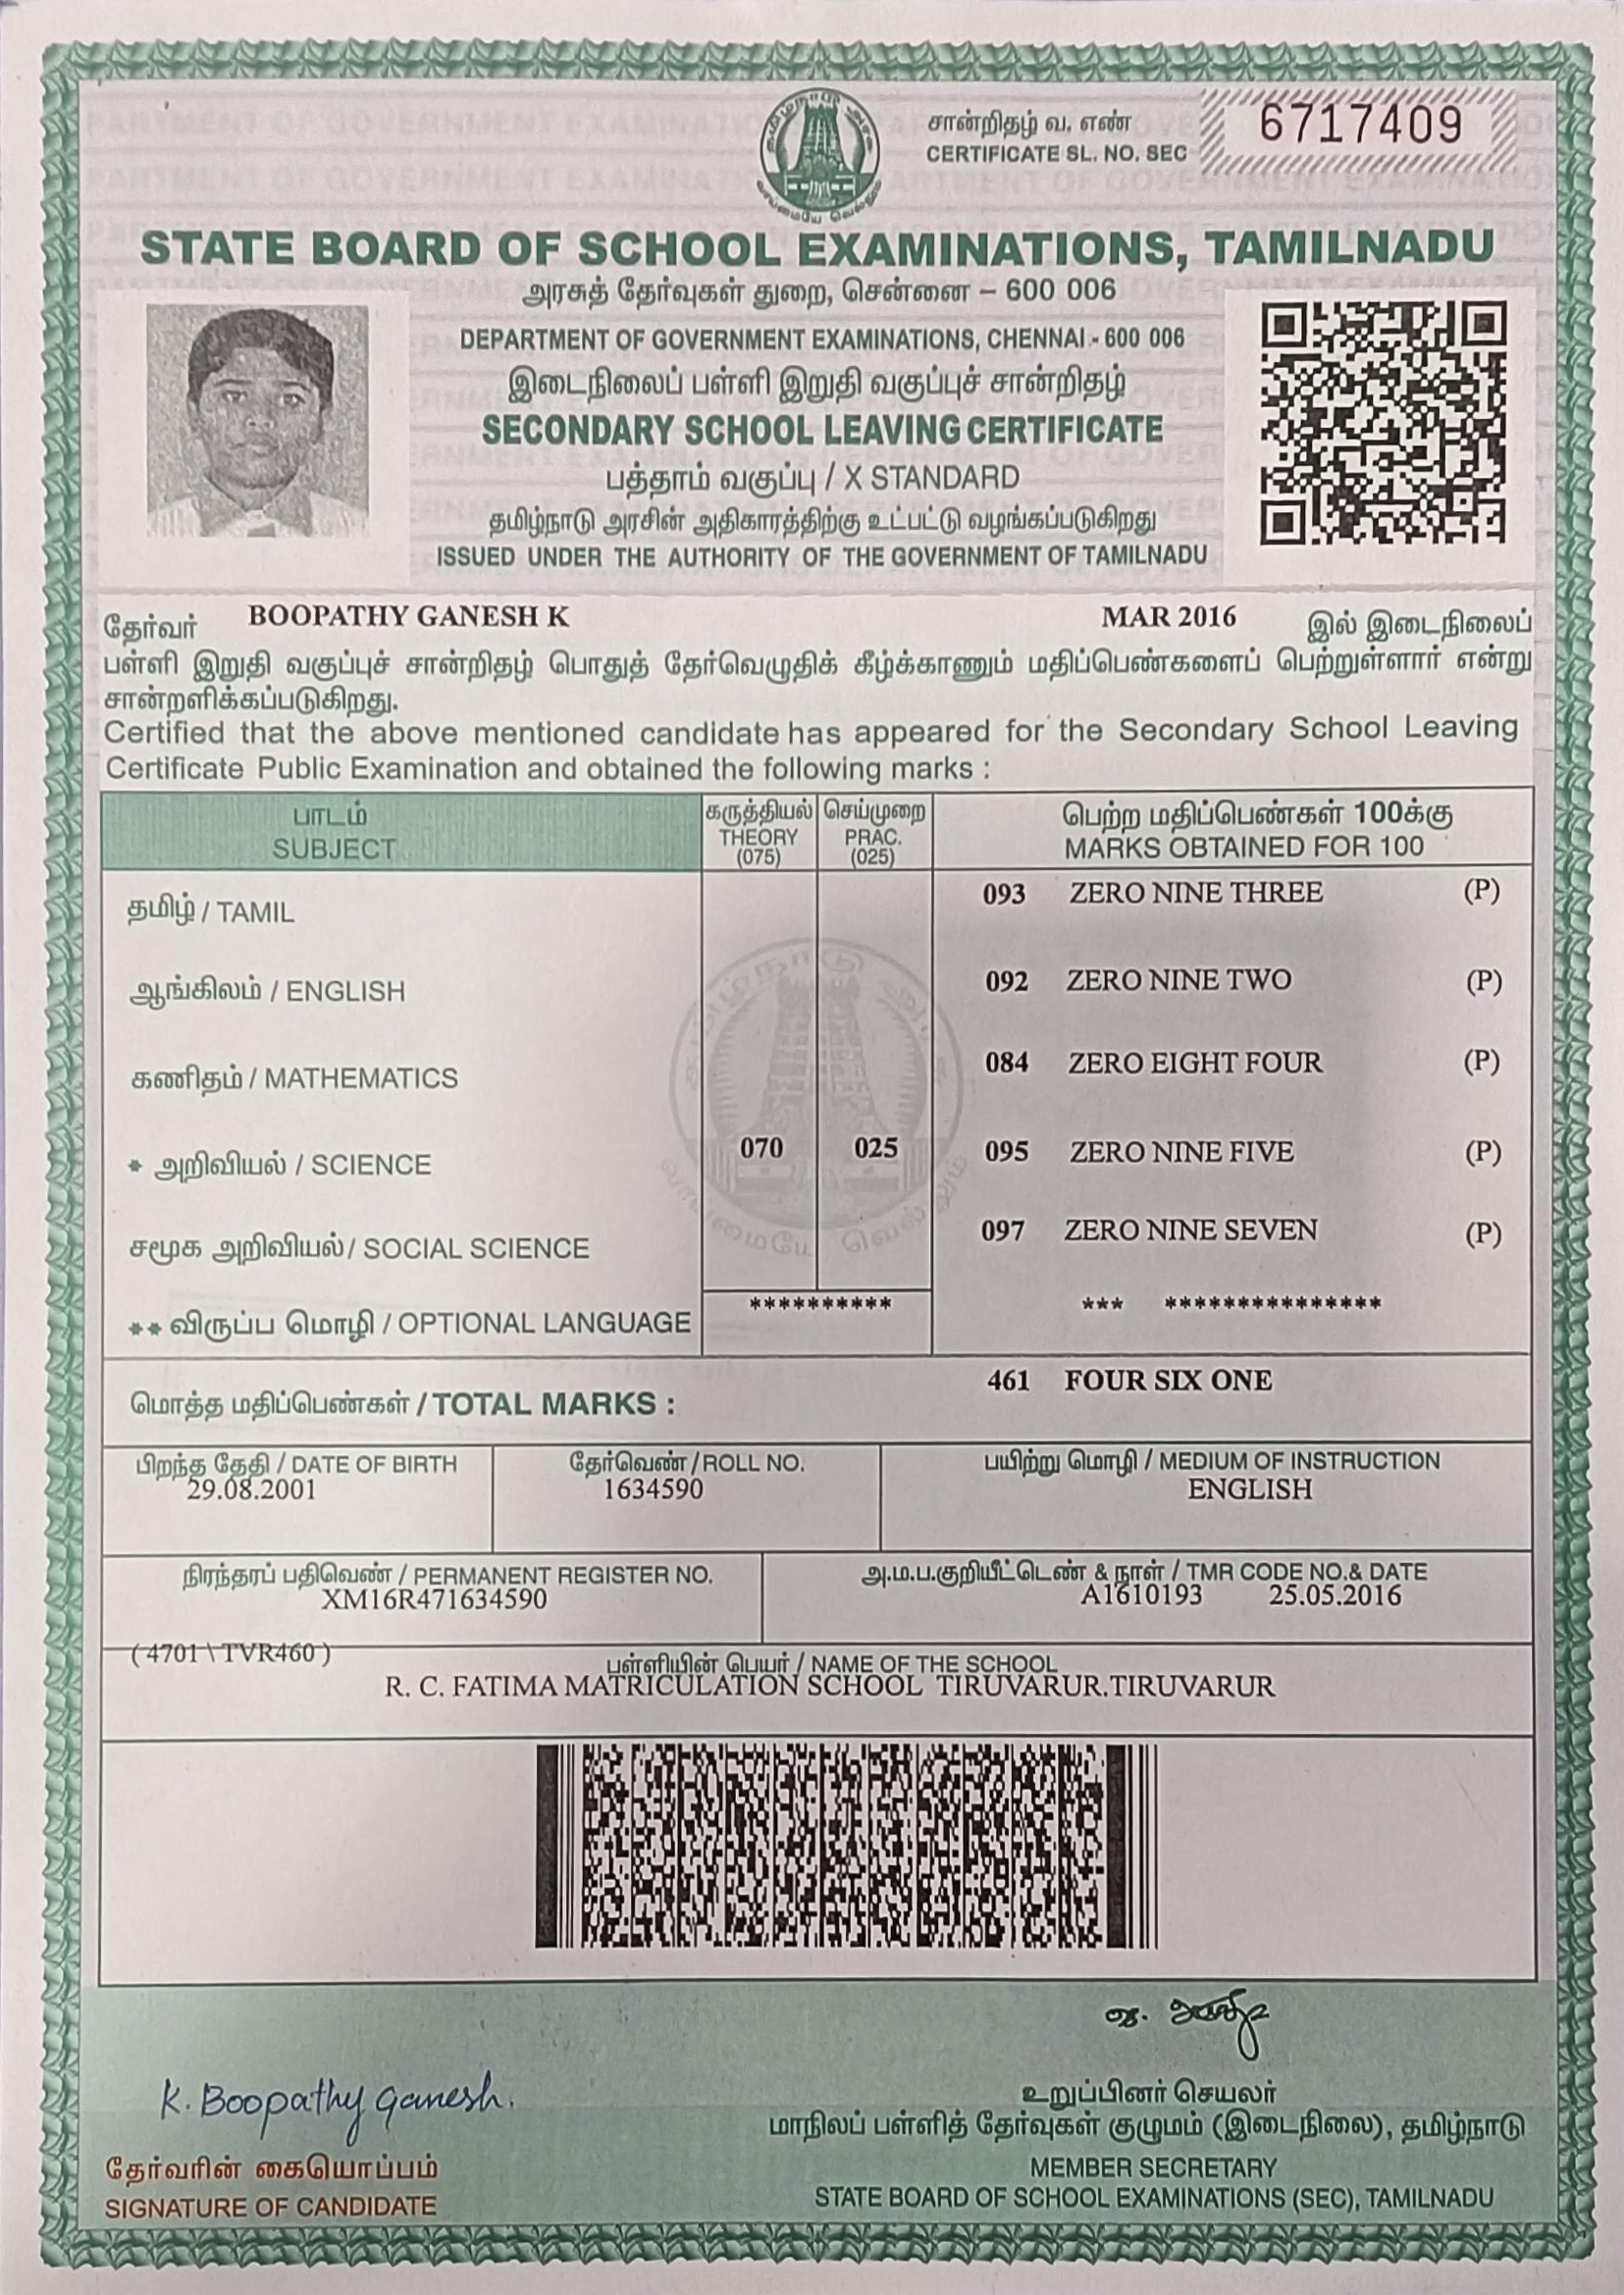 சான்றிதழ் வ. எண்
CERTIFICATE SL. NO. SEC
6717409
STATE BOARD OF SCHOOL EXAMINATIONS, TAMILNADU
அரசுத் தேர்வுகள் துறை, சென்னை – 600 006
DEPARTMENT OF GOVERNMENT EXAMINATIONS, CHENNAI - 600 006
இடைநிலைப் பள்ளி இறுதி வகுப்புச் சான்றிதழ்
SECONDARY SCHOOL LEAVING CERTIFICATE
பத்தாம் வகுப்பு / X STANDARD
தமிழ்நாடு அரசின் அதிகாரத்திற்கு உட்பட்டு வழங்கப்படுகிறது
ISSUED UNDER THE AUTHORITY OF THE GOVERNMENT OF TAMILNADU
தேர்வர் BOOPATHY GANESH K MAR 2016 இல் இடைநிலைப்
பள்ளி இறுதி வகுப்புச் சான்றிதழ் பொதுத் தேர்வெழுதிக் கீழ்க்காணும் மதிப்பெண்களைப் பெற்றுள்ளார் என்று
சான்றளிக்கப்படுகிறது.
Certified that the above mentioned candidate has appeared for the Secondary School Leaving
Certificate Public Examination and obtained the following marks :
பாடம் கருத்தியல் செய்முறை பெற்ற மதிப்பெண்கள் 100க்கு
SUBJECT THEORY PRAC. MARKS OBTAINED FOR 100
(075) (025)
தமிழ் / TAMIL 093 ZERO NINE THREE (P)
ஆங்கிலம் / ENGLISH 092 ZERO NINE TWO (P)
கணிதம் / MATHEMATICS 084 ZERO EIGHT FOUR (P)
* அறிவியல் / SCIENCE 070 025 095 ZERO NINE FIVE (P)
சமூக அறிவியல் / SOCIAL SCIENCE 097 ZERO NINE SEVEN (P)
** விருப்ப மொழி / OPTIONAL LANGUAGE ********** *** ***************
மொத்த மதிப்பெண்கள் / TOTAL MARKS : 461 FOUR SIX ONE
பிறந்த தேதி / DATE OF BIRTH தேர்வெண் / ROLL NO. பயிற்று மொழி / MEDIUM OF INSTRUCTION
29.08.2001 1634590 ENGLISH
நிரந்தரப் பதிவெண் / PERMANENT REGISTER NO. அ.ம.ப.குறியீட்டெண் & நாள் / TMR CODE NO.& DATE
XM16R471634590 A1610193 25.05.2016
( 4701 \ TVR460 )
பள்ளியின் பெயர் / NAME OF THE SCHOOL
R. C. FATIMA MATRICULATION SCHOOL TIRUVARUR.TIRUVARUR
K. Boopathy Ganesh.
தேர்வரின் கையொப்பம்
SIGNATURE OF CANDIDATE
உறுப்பினர் செயலர்
மாநிலப் பள்ளித் தேர்வுகள் குழுமம் (இடைநிலை), தமிழ்நாடு
MEMBER SECRETARY
STATE BOARD OF SCHOOL EXAMINATIONS (SEC), TAMILNADU